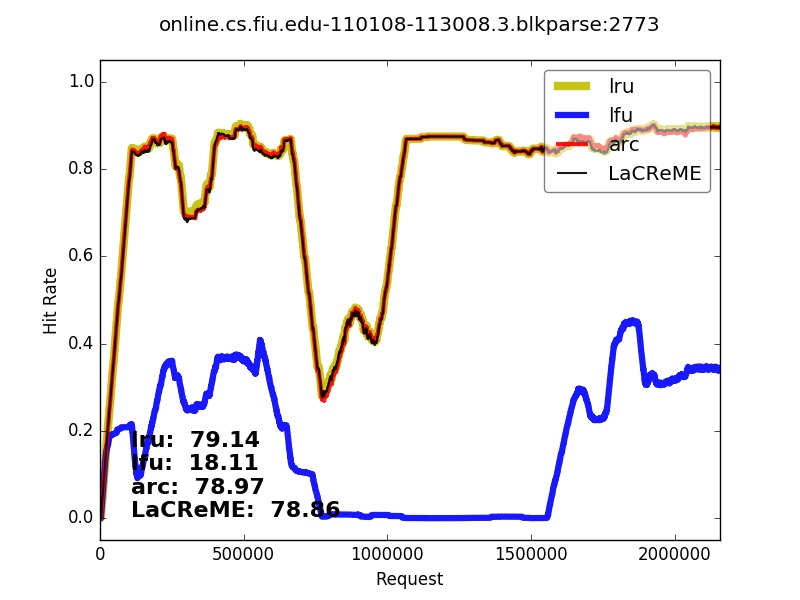 online.cs.fiu.edu-110108-113008.3.blkparse:2773
lru
lfu
arc
LaCReME
1.0
0.8
0.6
0.4
0.2
0.0
Hit Rate
lru: 79.14
lfu: 18.11
arc: 78.97
LaCReME: 78.86
0 500000 1000000 1500000 2000000
Request